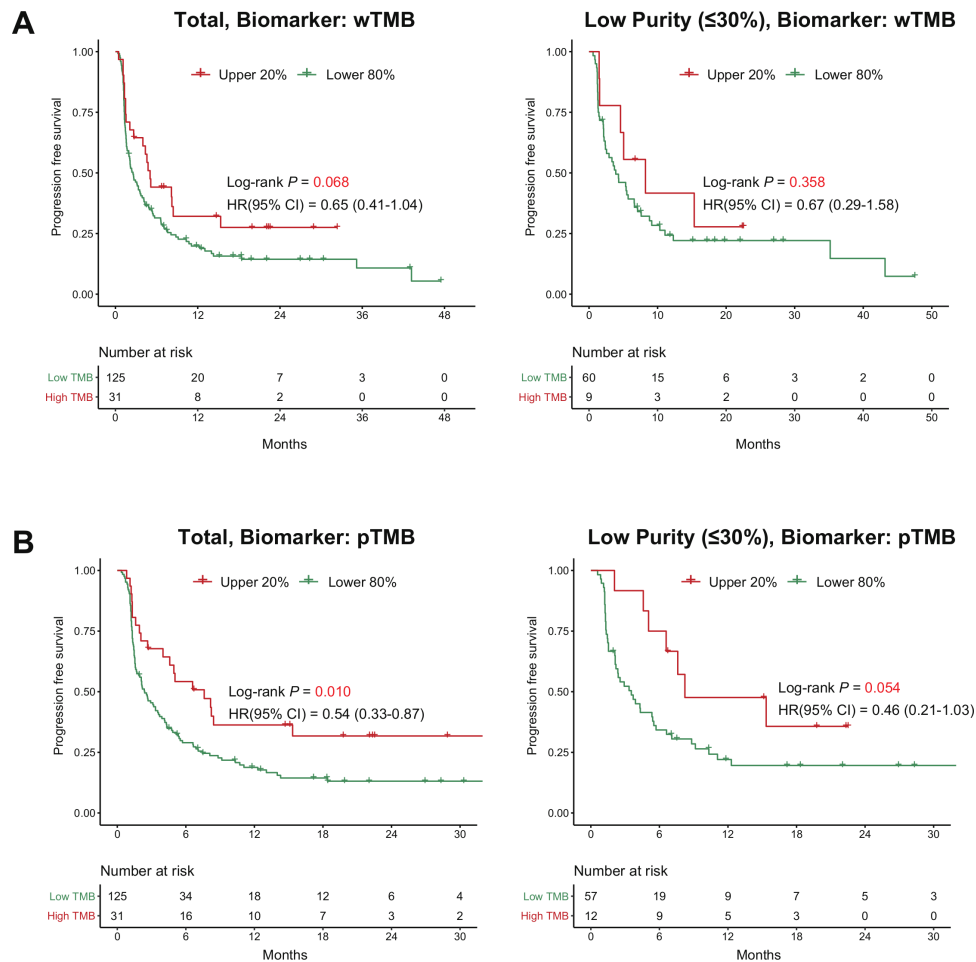 A
Total, Biomarker: wTMB
Progression free survival
1.00
0.75
0.50
0.25
0.00
Upper 20% Lower 80%
Log-rank P = 0.068
HR(95% CI) = 0.65 (0.41-1.04)
0 12 24 36 48
Number at risk
Low TMB 125 20 7 3 0
High TMB 31 8 2 0 0
0 12 24 36 48
Months
Low Purity (≤30%), Biomarker: wTMB
Progression free survival
1.00
0.75
0.50
0.25
0.00
Upper 20% Lower 80%
Log-rank P = 0.358
HR(95% CI) = 0.67 (0.29-1.58)
0 10 20 30 40 50
Number at risk
Low TMB 60 15 6 3 2 0
High TMB 9 3 2 0 0 0
0 10 20 30 40 50
Months
B
Total, Biomarker: pTMB
Progression free survival
1.00
0.75
0.50
0.25
0.00
Upper 20% Lower 80%
Log-rank P = 0.010
HR(95% CI) = 0.54 (0.33-0.87)
0 6 12 18 24 30
Number at risk
Low TMB 125 34 18 12 6 4
High TMB 31 16 10 7 3 2
0 6 12 18 24 30
Months
Low Purity (≤30%), Biomarker: pTMB
Progression free survival
1.00
0.75
0.50
0.25
0.00
Upper 20% Lower 80%
Log-rank P = 0.054
HR(95% CI) = 0.46 (0.21-1.03)
0 6 12 18 24 30
Number at risk
Low TMB 57 19 9 7 5 3
High TMB 12 9 5 3 0 0
0 6 12 18 24 30
Months